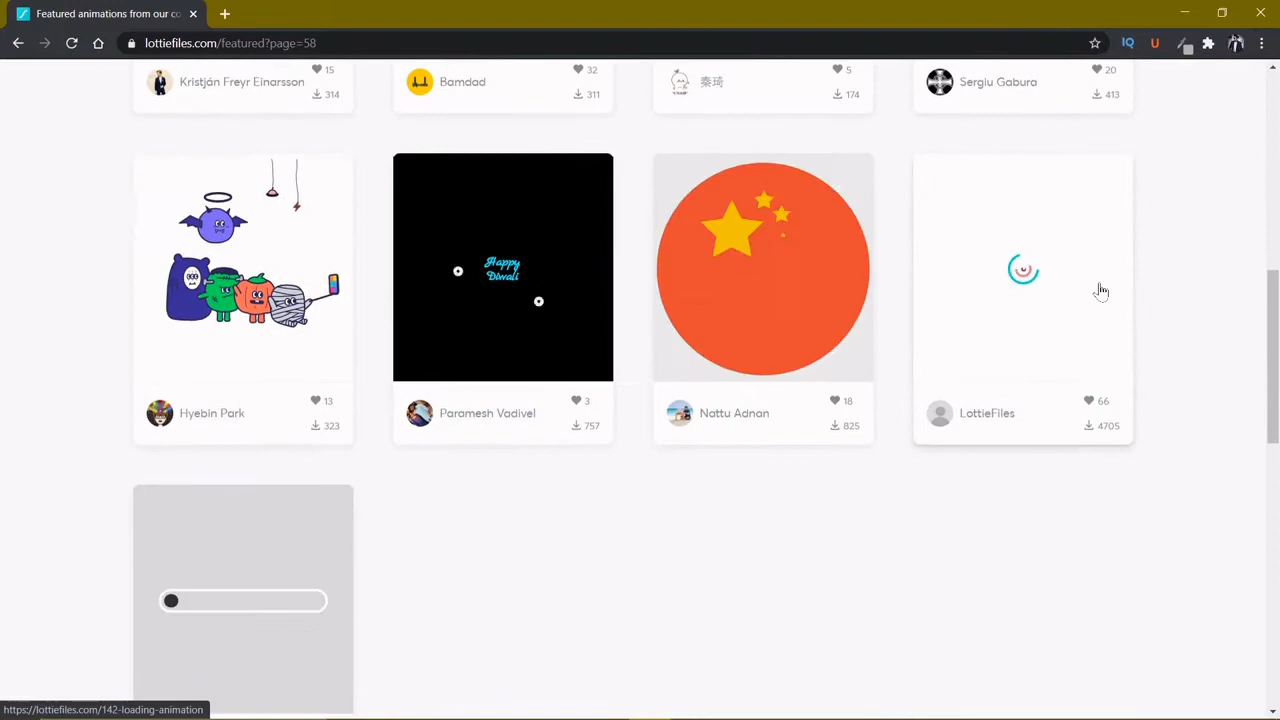 Featured animations from our co
lottiefiles.com/featured?page=58
IQ
U
Kristján Freyr Einarsson
15
314
Bamdad
32
311
秦琦
5
174
Sergiu Gabura
20
413
Happy
Diwali
Hyebin Park
13
323
Paramesh Vadivel
3
757
Nattu Adnan
18
825
LottieFiles
66
4705
https://lottiefiles.com/142-loading-animation